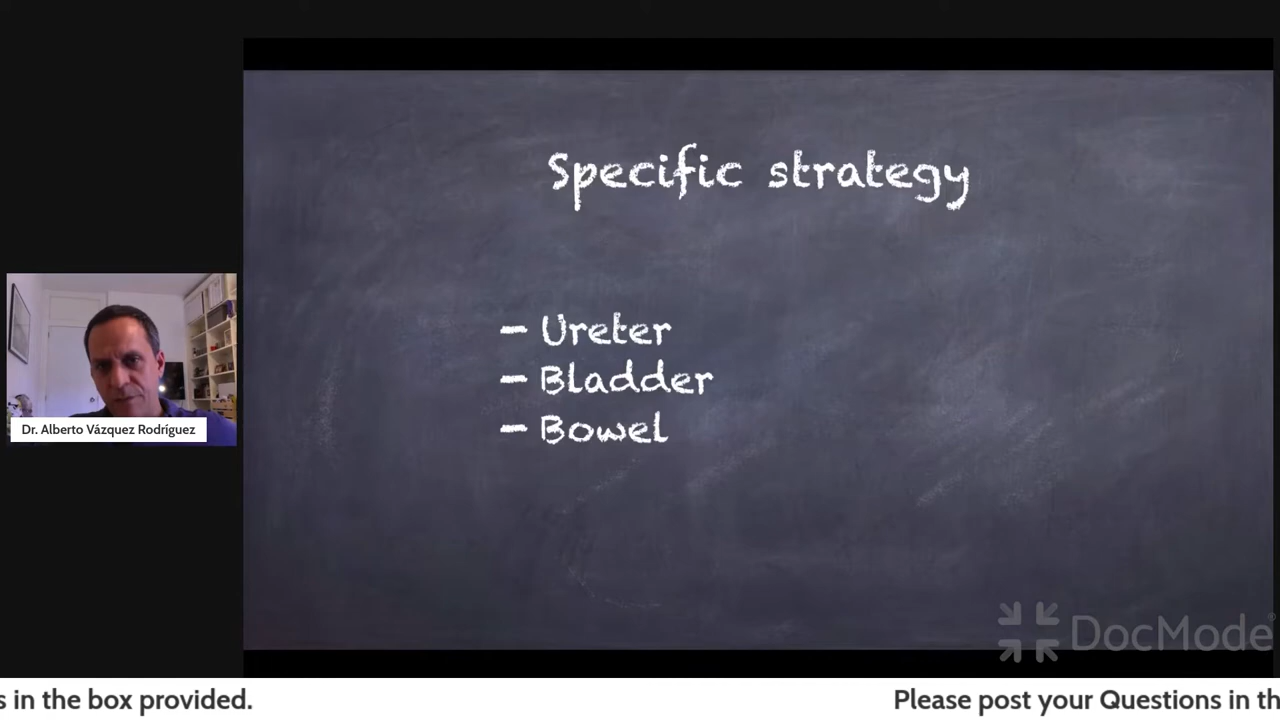 Specific strategy
- Ureter
- Bladder
- Bowel
Dr. Alberto Vázquez Rodríguez
DocMode
s in the box provided.
Please post your Questions in th